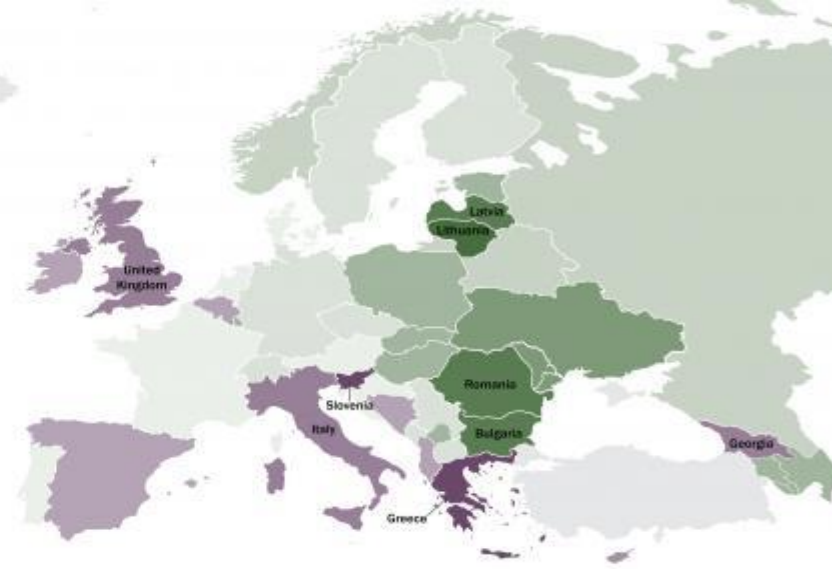 Latvia
Lithuania
United
Kingdom
Romania
Slovenia
Italy
Bulgaria
Georgia
Greece